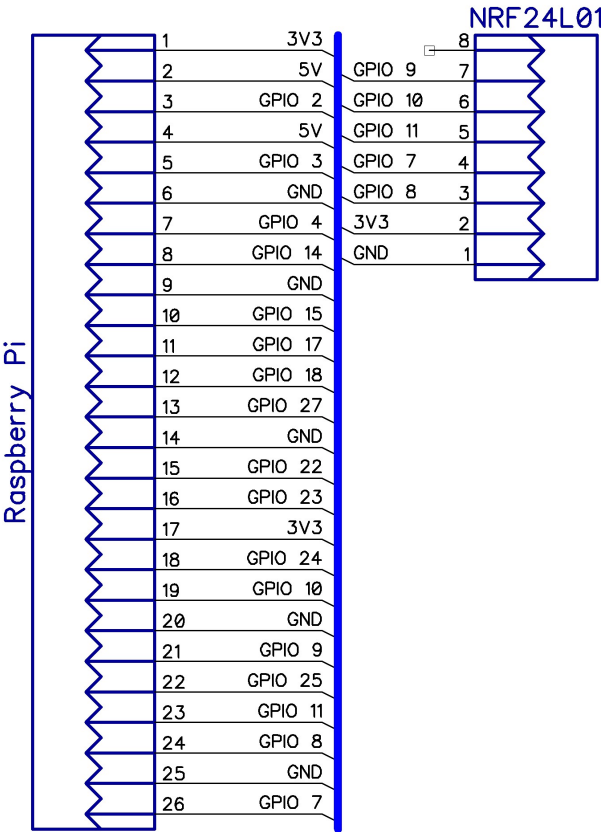 NRF24L01
Raspberry Pi
1 3V3
2 5V
3 GPIO 2
4 5V
5 GPIO 3
6 GND
7 GPIO 4
8 GPIO 14
9 GND
10 GPIO 15
11 GPIO 17
12 GPIO 18
13 GPIO 27
14 GND
15 GPIO 22
16 GPIO 23
17 3V3
18 GPIO 24
19 GPIO 10
20 GND
21 GPIO 9
22 GPIO 25
23 GPIO 11
24 GPIO 8
25 GND
26 GPIO 7
8
GPIO 9 7
GPIO 10 6
GPIO 11 5
GPIO 7 4
GPIO 8 3
3V3 2
GND 1